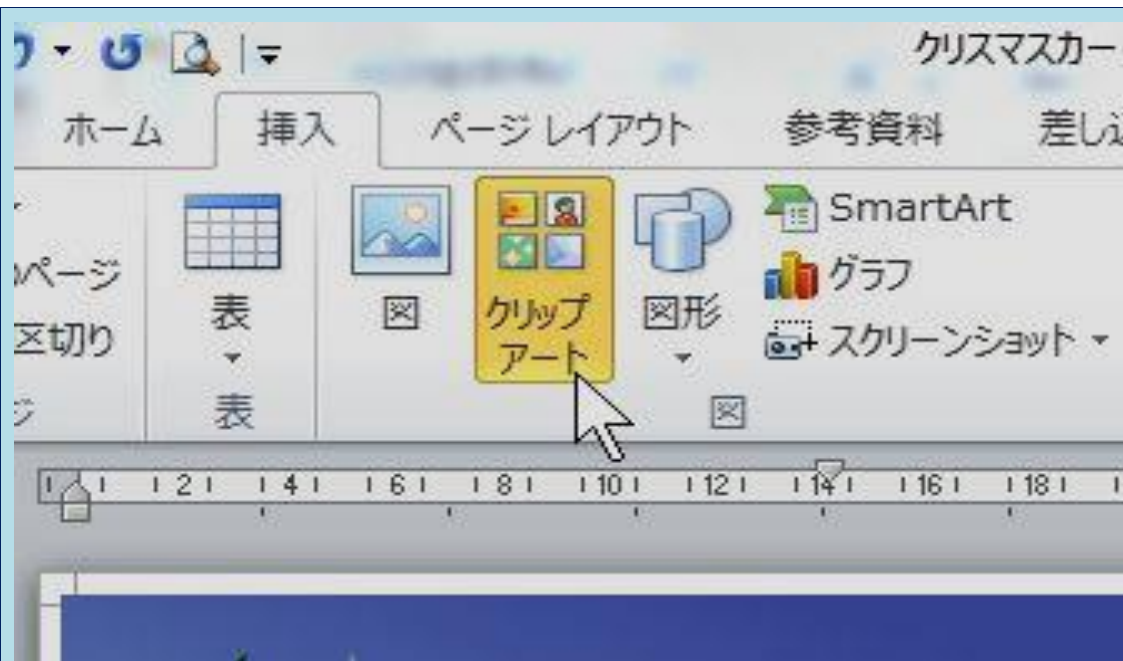 クリスマスカー
ホーム 挿入 ページ レイアウト 参考資料 差し込
表
図
クリップ
アート
図形
SmartArt
グラフ
スクリーンショット
のページ
区切り
ジ
表
図
2 4 6 8 10 12 14 16 18